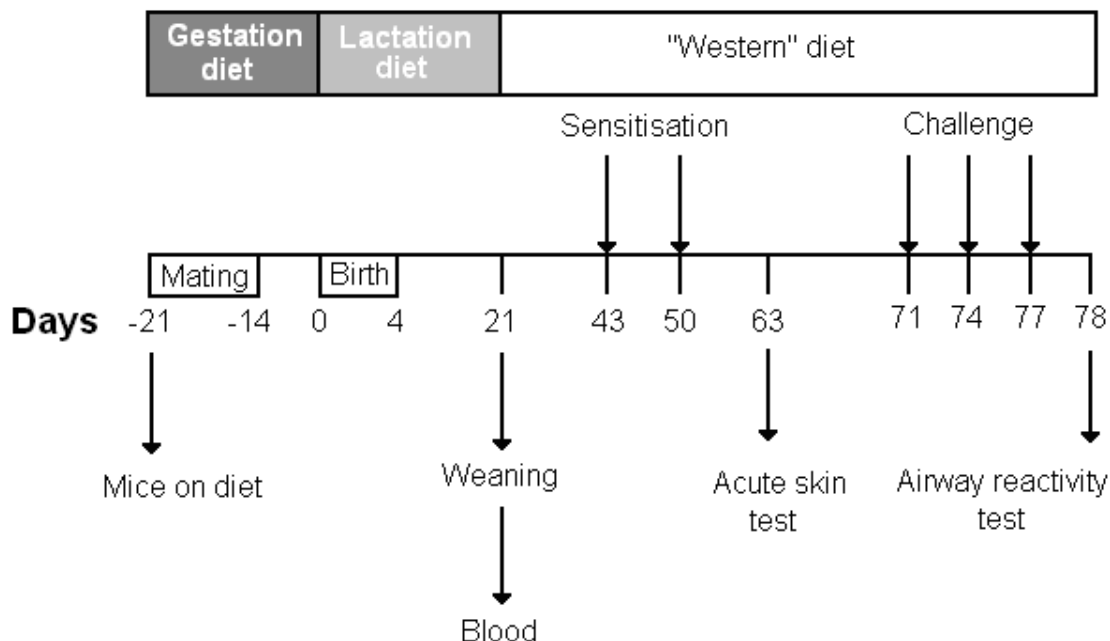 Gestation diet
Lactation diet
"Western" diet
Sensitisation
Challenge
Mating
Birth
Days -21 -14 0 4 21 43 50 63 71 74 77 78
Mice on diet
Weaning
Acute skin test
Airway reactivity test
Blood